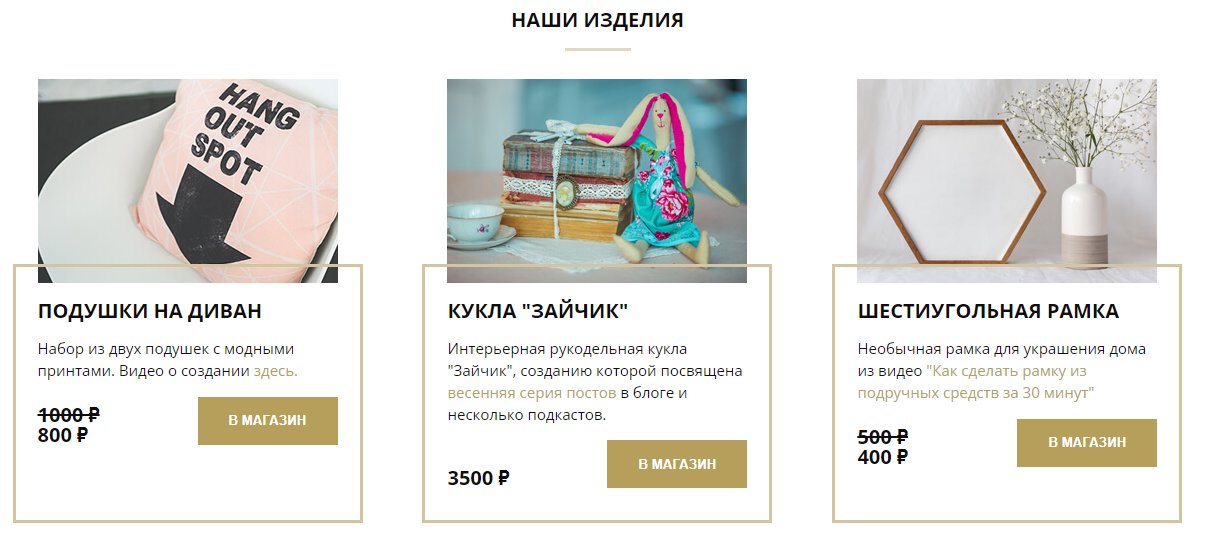 НАШИ ИЗДЕЛИЯ
HANG
OUT
SPOT
ПОДУШКИ НА ДИВАН
Набор из двух подушек с модными
принтами. Видео о создании здесь.
1000 ₽
800 ₽
В МАГАЗИН
КУКЛА "ЗАЙЧИК"
Интерьерная рукодельная кукла
"Зайчик", созданию которой посвящена
весенняя серия постов в блоге и
несколько подкастов.
3500 ₽
В МАГАЗИН
ШЕСТИУГОЛЬНАЯ РАМКА
Необычная рамка для украшения дома
из видео "Как сделать рамку из
подручных средств за 30 минут"
500 ₽
400 ₽
В МАГАЗИН